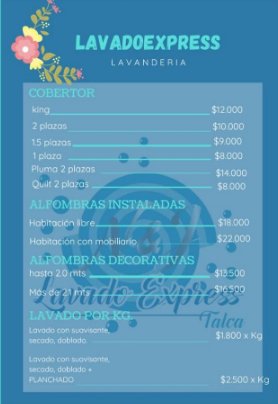 LAVADOEXPRESS
LAVANDERIA
COBERTOR
king $12.000
2 plazas $10.000
1.5 plazas $9.000
1 plazo $8.000
Pluma 2 plazas $14.000
Quilt 2 plazas $8.000
ALFOMBRAS INSTALADAS
Habitación libre $18.000
Habitación con mobiliario $22.000
ALFOMBRAS DECORATIVAS
hasta 2.0 mts $13.500
Más de 2.1 mts $16.500
Lavado Express
Talca
LAVADO POR KG.
Lavado con suavisante,
secado, doblado. $1.800 x Kg
Lavado con suavisante,
secado, doblado +
PLANCHADO $2.500 x Kg